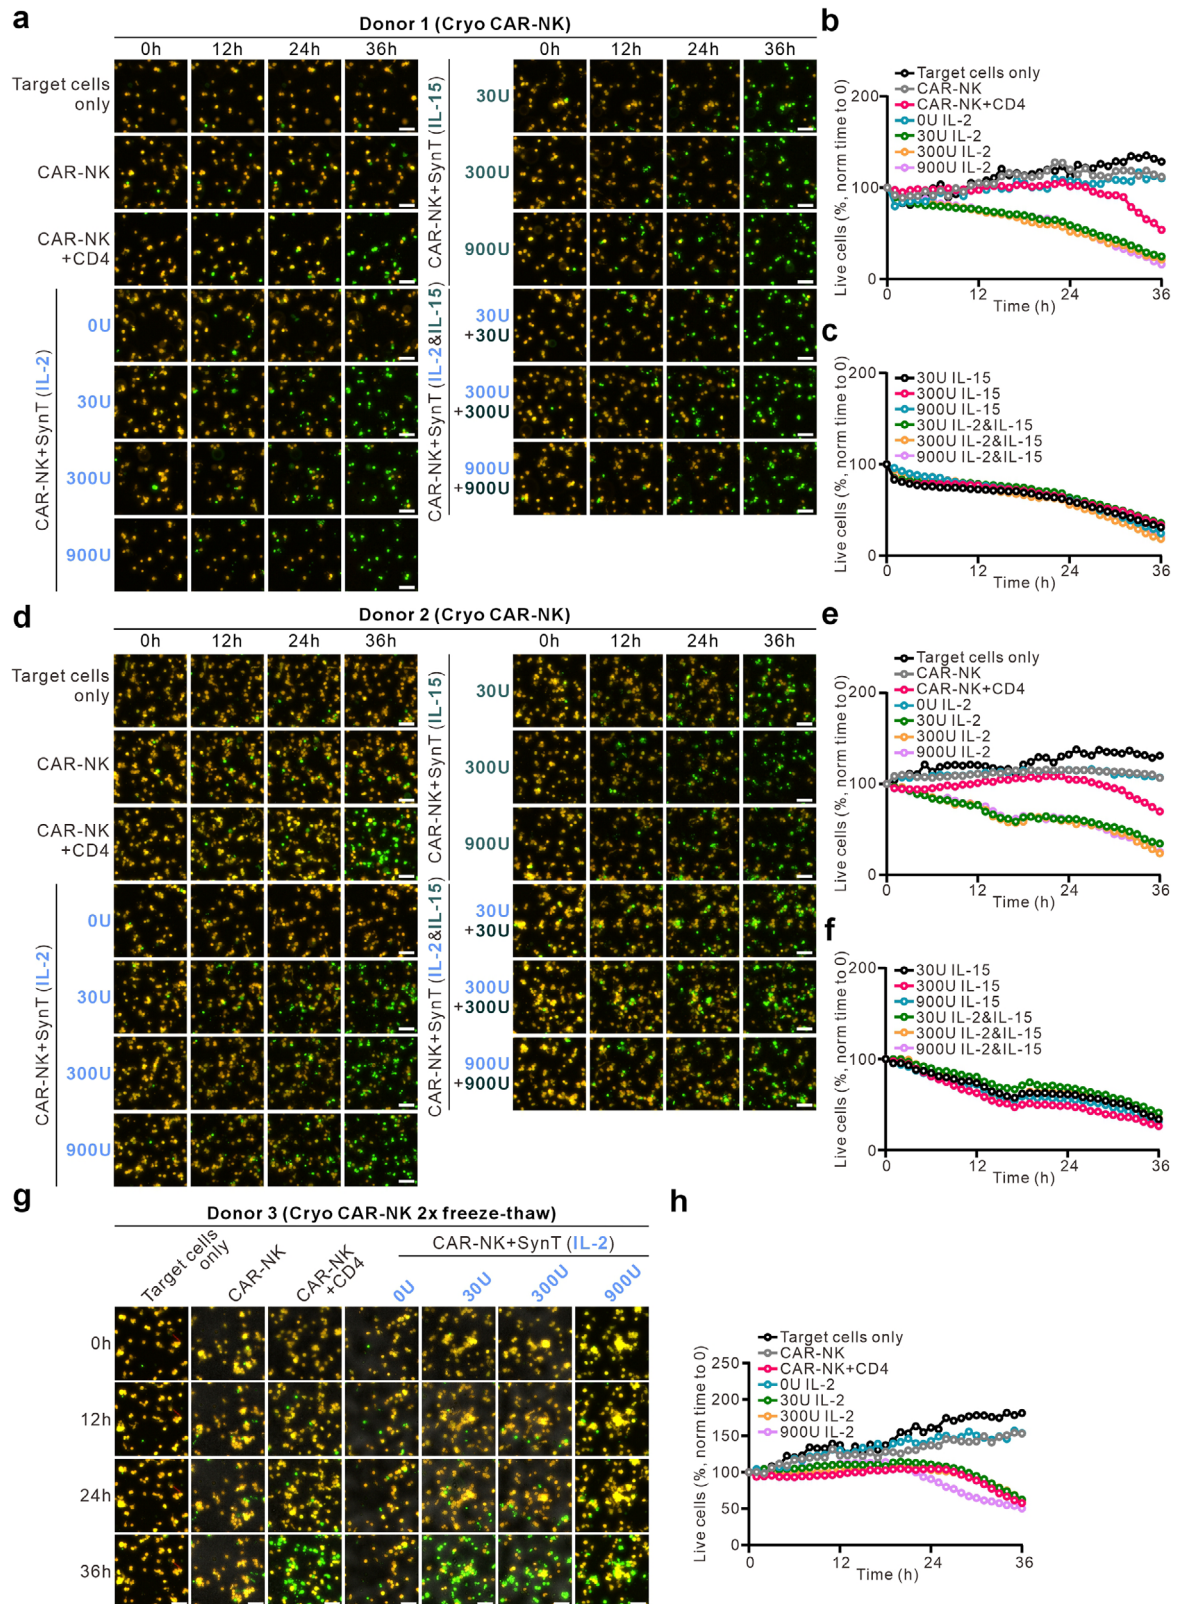 a
Donor 1 (Cryo CAR-NK)
0h 12h 24h 36h 0h 12h 24h 36h
Target cells
only
CAR-NK
CAR-NK
+CD4
CAR-NK+SynT (IL-2)
0U
30U
300U
900U
CAR-NK+SynT (IL-15)
30U
300U
900U
CAR-NK+SynT (IL-2&IL-15)
30U
+30U
300U
+300U
900U
+900U
b
Live cells (%, norm time to 0)
200
100
0
Target cells only
CAR-NK
CAR-NK+CD4
0U IL-2
30U IL-2
300U IL-2
900U IL-2
0 12 24 36
Time (h)
c
Live cells (%, norm time to 0)
200
100
0
30U IL-15
300U IL-15
900U IL-15
30U IL-2&IL-15
300U IL-2&IL-15
900U IL-2&IL-15
0 12 24 36
Time (h)
d
Donor 2 (Cryo CAR-NK)
0h 12h 24h 36h 0h 12h 24h 36h
Target cells
only
CAR-NK
CAR-NK
+CD4
CAR-NK+SynT (IL-2)
0U
30U
300U
900U
CAR-NK+SynT (IL-15)
30U
300U
900U
CAR-NK+SynT (IL-2&IL-15)
30U
+30U
300U
+300U
900U
+900U
e
Live cells (%, norm time to 0)
200
100
0
Target cells only
CAR-NK
CAR-NK+CD4
0U IL-2
30U IL-2
300U IL-2
900U IL-2
0 12 24 36
Time (h)
f
Live cells (%, norm time to 0)
200
100
0
30U IL-15
300U IL-15
900U IL-15
30U IL-2&IL-15
300U IL-2&IL-15
900U IL-2&IL-15
0 12 24 36
Time (h)
g
Donor 3 (Cryo CAR-NK 2x freeze-thaw)
Target cells
only
CAR-NK
CAR-NK
+CD4
CAR-NK+SynT (IL-2)
0U 30U 300U 900U
0h
12h
24h
36h
h
Live cells (%, norm time to 0)
250
200
150
100
50
0
Target cells only
CAR-NK
CAR-NK+CD4
0U IL-2
30U IL-2
300U IL-2
900U IL-2
0 12 24 36
Time (h)